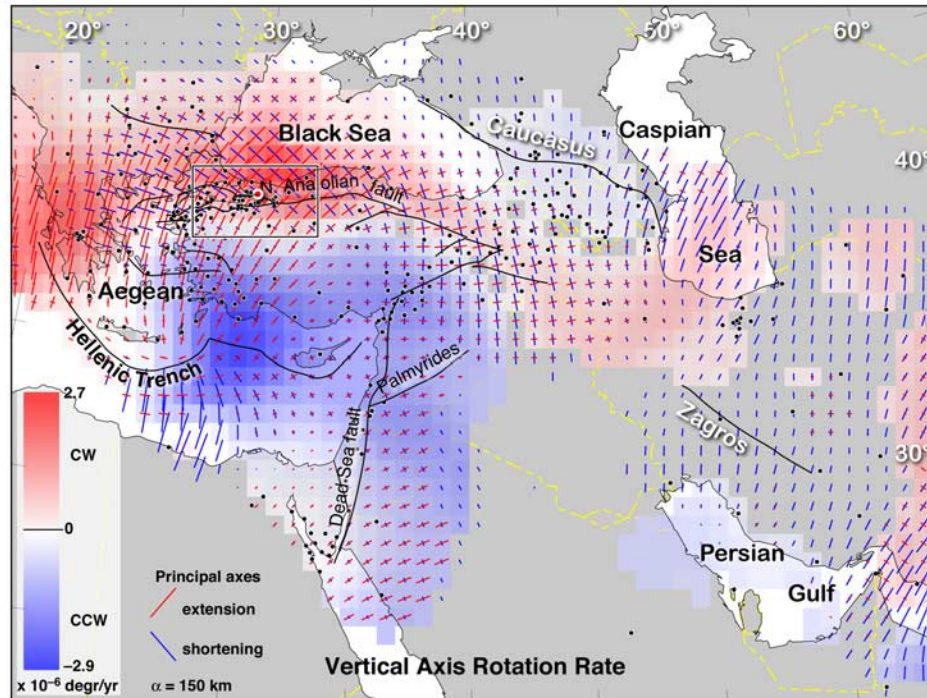 20°
30°
40°
50°
60°
Black Sea
Caucasus
Caspian
40°
N. Anatolian fault
Sea
Aegean
Hellenic Trench
Palmyrides
Dead Sea fault
Zagros
30°
2.7
CW
0
CCW
−2.9
x 10⁻⁶ degr/yr
Principal axes
extension
shortening
α = 150 km
Persian
Gulf
Vertical Axis Rotation Rate